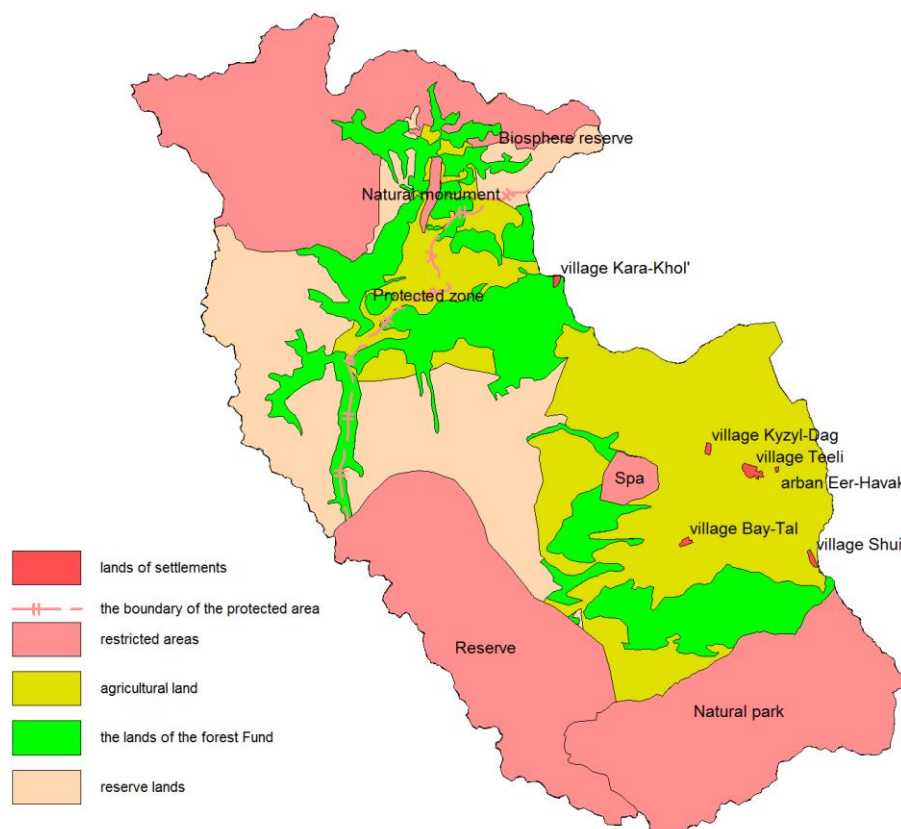 Biosphere reserve
Natural monument
village Kara-Khol'
Protected zone
village Kyzyl-Dag
village Teeli
Spa
arban Eer-Havak
village Bay-Tal
village Shui
lands of settlements
the boundary of the protected area
restricted areas
Reserve
agricultural land
Natural park
the lands of the forest Fund
reserve lands